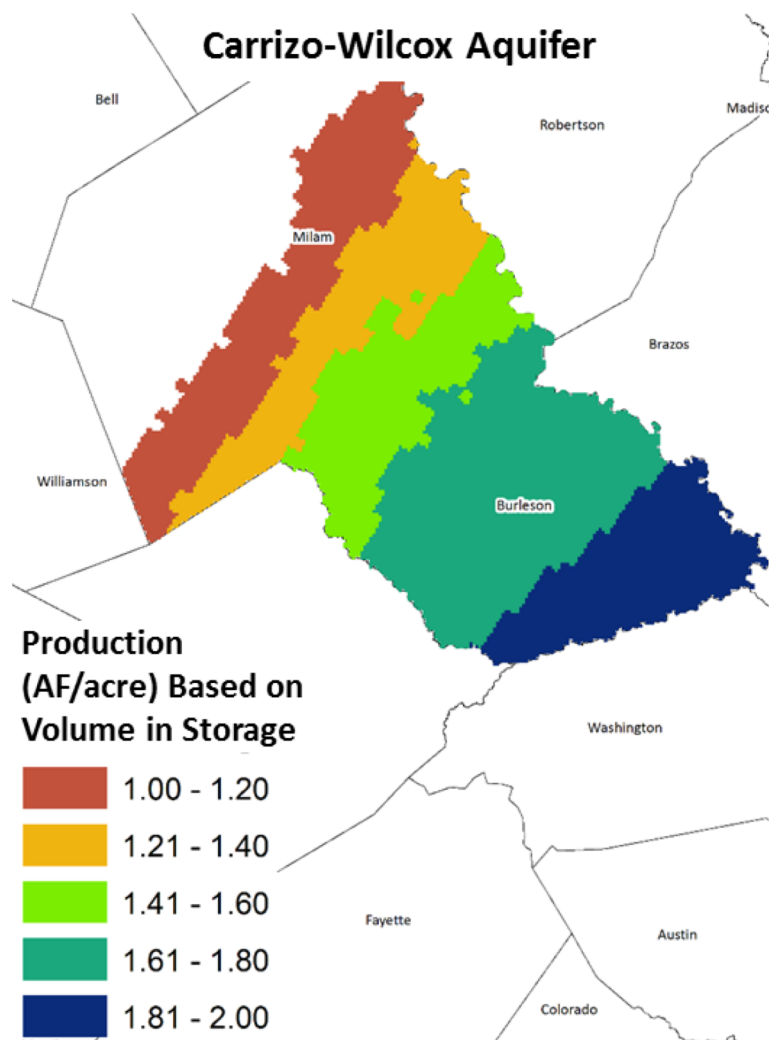 Carrizo-Wilcox Aquifer
Bell
Madisc
Robertson
Milam
Brazos
Williamson
Burleson
Production
(AF/acre) Based on
Volume in Storage
Washington
1.00 - 1.20
1.21 - 1.40
1.41 - 1.60
Fayette
Austin
1.61 - 1.80
Colorado
1.81 - 2.00